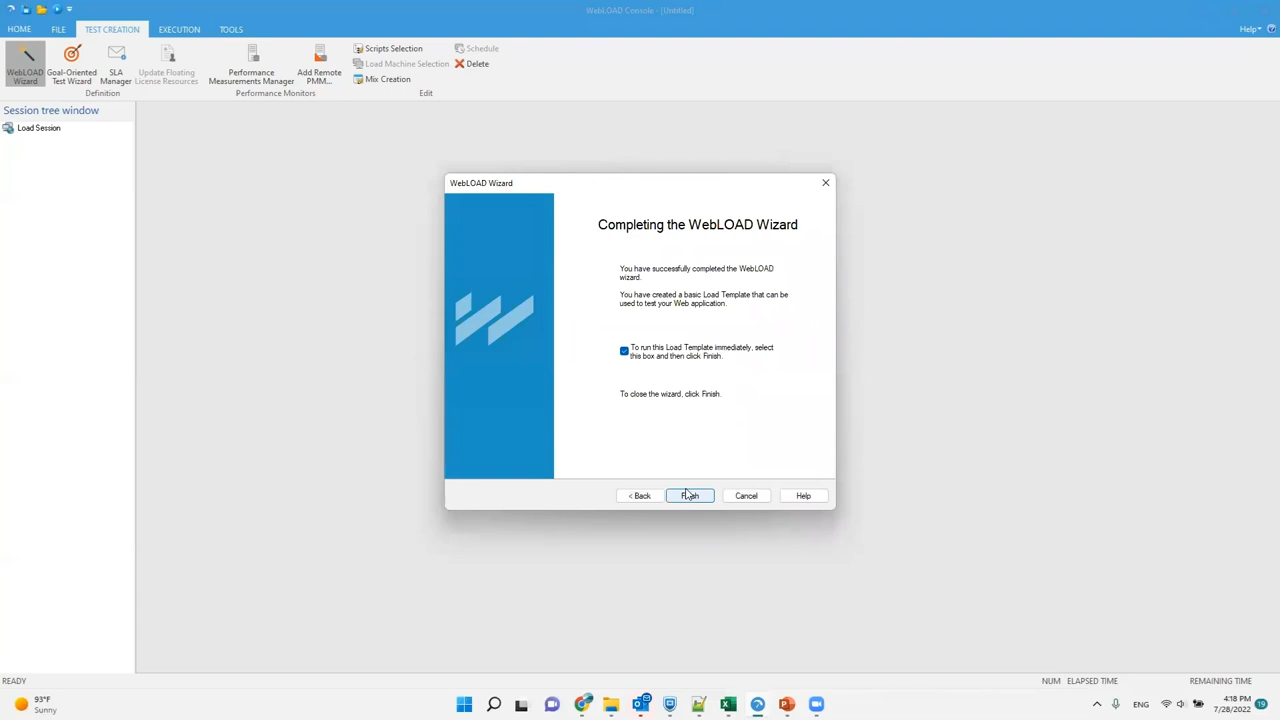 WebLOAD Console - [Untitled]
HOME FILE TEST CREATION EXECUTION TOOLS Help
WebLOAD Wizard
Goal-Oriented Test Wizard
SLA Manager
Update Floating License Resources
Definition
Performance Measurements Manager
Add Remote PMM...
Performance Monitors
Scripts Selection
Load Machine Selection
Mix Creation
Schedule
Delete
Edit
Session tree window
Load Session
WebLOAD Wizard
Completing the WebLOAD Wizard
You have successfully completed the WebLOAD
wizard.
You have created a basic Load Template that can be
used to test your Web application.
To run this Load Template immediately, select
this box and then click Finish.
To close the wizard, click Finish.
< Back Cancel Help
READY NUM ELAPSED TIME REMAINING TIME
93°F
Sunny
ENG
4:18 PM
7/28/2022
19